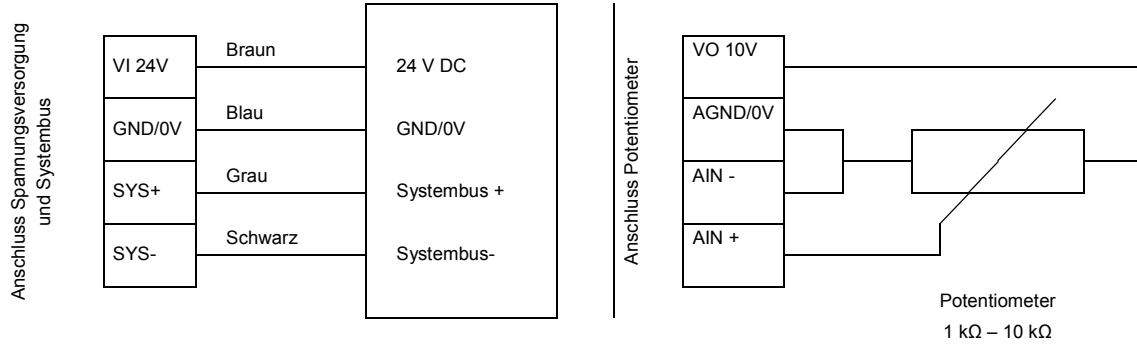 Anschluss Spannungsversorgung
und Systembus
VI 24V
Braun
24 V DC
GND/0V
Blau
GND/0V
SYS+
Grau
Systembus +
SYS-
Schwarz
Systembus-
Anschluss Potentiometer
VO 10V
AGND/0V
AIN -
AIN +
Potentiometer
1 kΩ – 10 kΩ